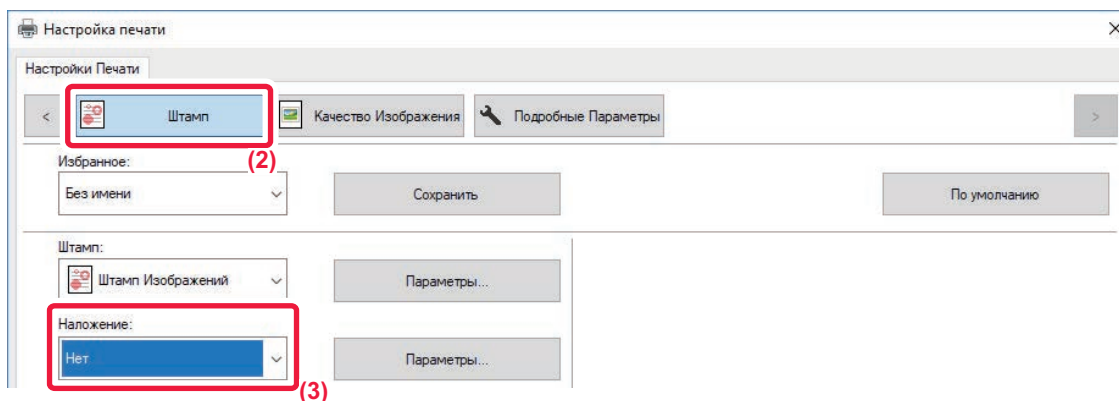 Настройка печати
Настройки Печати
< Штамп Качество Изображения Подробные Параметры >
(2)
Избранное:
Без имени Сохранить По умолчанию
Штамп:
Штамп Изображений Параметры...
Наложение:
Нет Параметры...
(3)